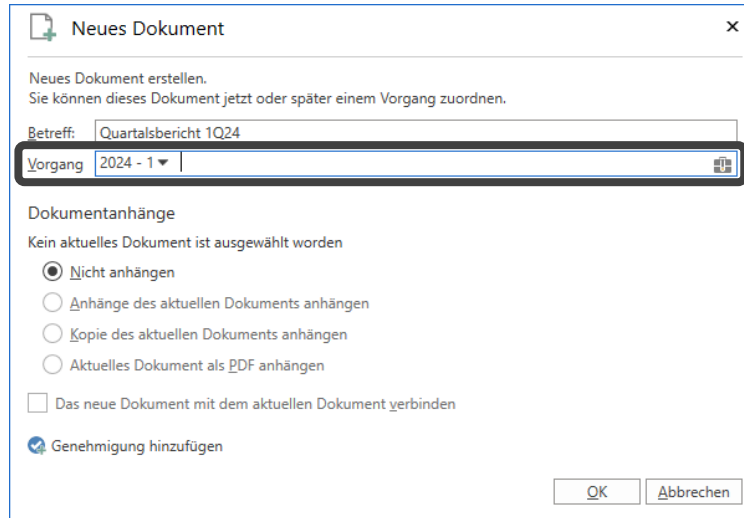 Neues Dokument
Neues Dokument erstellen.
Sie können dieses Dokument jetzt oder später einem Vorgang zuordnen.
Betreff: Quartalsbericht 1Q24
Vorgang 2024 - 1
Dokumentanhänge
Kein aktuelles Dokument ist ausgewählt worden
Nicht anhängen
Anhänge des aktuellen Dokuments anhängen
Kopie des aktuellen Dokuments anhängen
Aktuelles Dokument als PDF anhängen
Das neue Dokument mit dem aktuellen Dokument verbinden
Genehmigung hinzufügen
OK Abbrechen